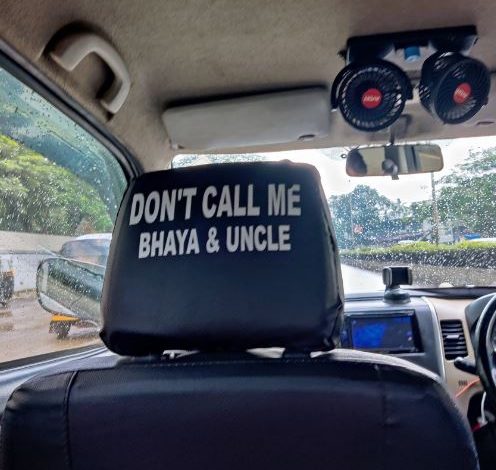 DON'T CALL ME
BHAYA & UNCLE